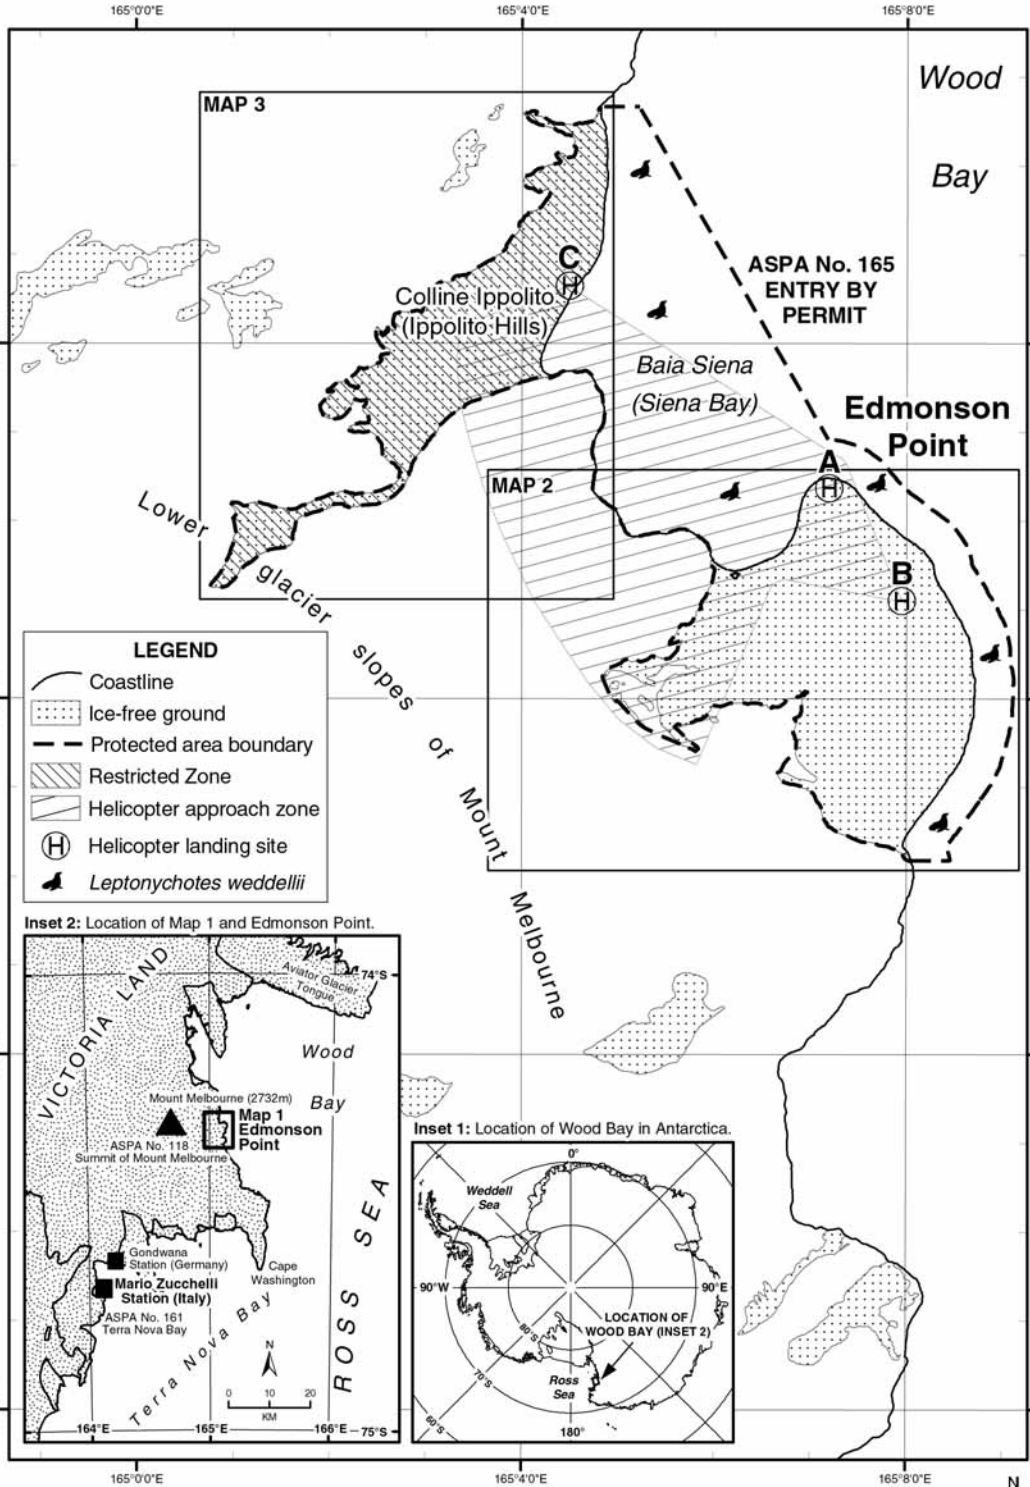 165°0'0"E
165°4'0"E
165°8'0"E
Wood
Bay
MAP 3
ASPA No. 165
ENTRY BY
PERMIT
C
H
Colline Ippolito
(Ippolito Hills)
Baia Siena
(Siena Bay)
Edmonson
Point
A
H
MAP 2
B
H
Lower
glacier
slopes
of
Mount
Melbourne
LEGEND
Coastline
Ice-free ground
Protected area boundary
Restricted Zone
Helicopter approach zone
H
Helicopter landing site
Leptonychotes weddellii
Inset 2: Location of Map 1 and Edmonson Point.
VICTORIA LAND
Aviator Glacier
Tongue
74°S
Wood
Bay
Mount Melbourne (2732m)
Map 1
Edmonson
Point
ASPA No. 118
Summit of Mount Melbourne
Gondwana
Station (Germany)
Mario Zucchelli
Station (Italy)
ASPA No. 161
Terra Nova Bay
Cape
Washington
Terra Nova Bay
ROSS SEA
N
0 10 20
KM
164°E
165°E
166°E
75°S
Inset 1: Location of Wood Bay in Antarctica.
0°
Weddell
Sea
90°W
90°E
LOCATION OF
WOOD BAY (INSET 2)
80°S
Ross
Sea
70°S
60°S
180°
165°0'0"E
165°4'0"E
165°8'0"E
N